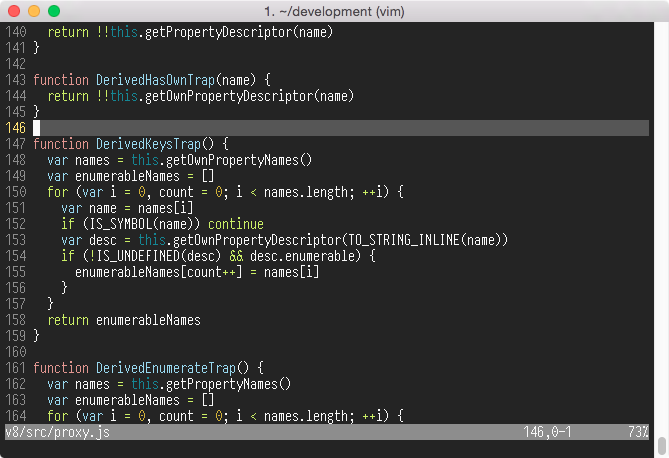 1. ~/development (vim)
140   return !!this.getPropertyDescriptor(name)
141 }
142
143 function DerivedHasOwnTrap(name) {
144   return !!this.getOwnPropertyDescriptor(name)
145 }
146
147 function DerivedKeysTrap() {
148   var names = this.getOwnPropertyNames()
149   var enumerableNames = []
150   for (var i = 0, count = 0; i < names.length; ++i) {
151     var name = names[i]
152     if (IS_SYMBOL(name)) continue
153     var desc = this.getOwnPropertyDescriptor(TO_STRING_INLINE(name))
154     if (!IS_UNDEFINED(desc) && desc.enumerable) {
155       enumerableNames[count++] = names[i]
156     }
157   }
158   return enumerableNames
159 }
160
161 function DerivedEnumerateTrap() {
162   var names = this.getPropertyNames()
163   var enumerableNames = []
164   for (var i = 0, count = 0; i < names.length; ++i) {
v8/src/proxy.js 146,0-1 73%